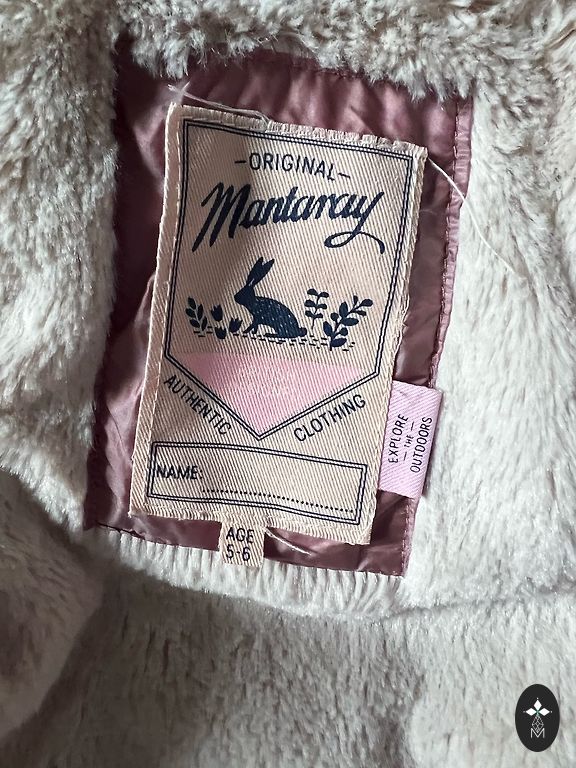 -ORIGINAL-
Mantaray
AUTHENTIC CLOTHING
NAME:
EXPLORE
-THE-
OUTDOORS
AGE
5-6
M